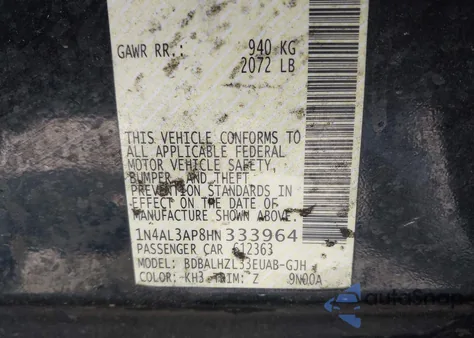 GAWR RR.: 940 KG
2072 LB
THIS VEHICLE CONFORMS TO
ALL APPLICABLE FEDERAL
MOTOR VEHICLE SAFETY,
BUMPER, AND THEFT
PREVENTION STANDARDS IN
EFFECT ON THE DATE OF
MANUFACTURE SHOWN ABOVE.
1N4AL3AP8HN333964
PASSENGER CAR 612363
MODEL: BDBALHZL33EUAB-GJH
COLOR: KH3 TRIM: Z 9N00A
AutoSnap